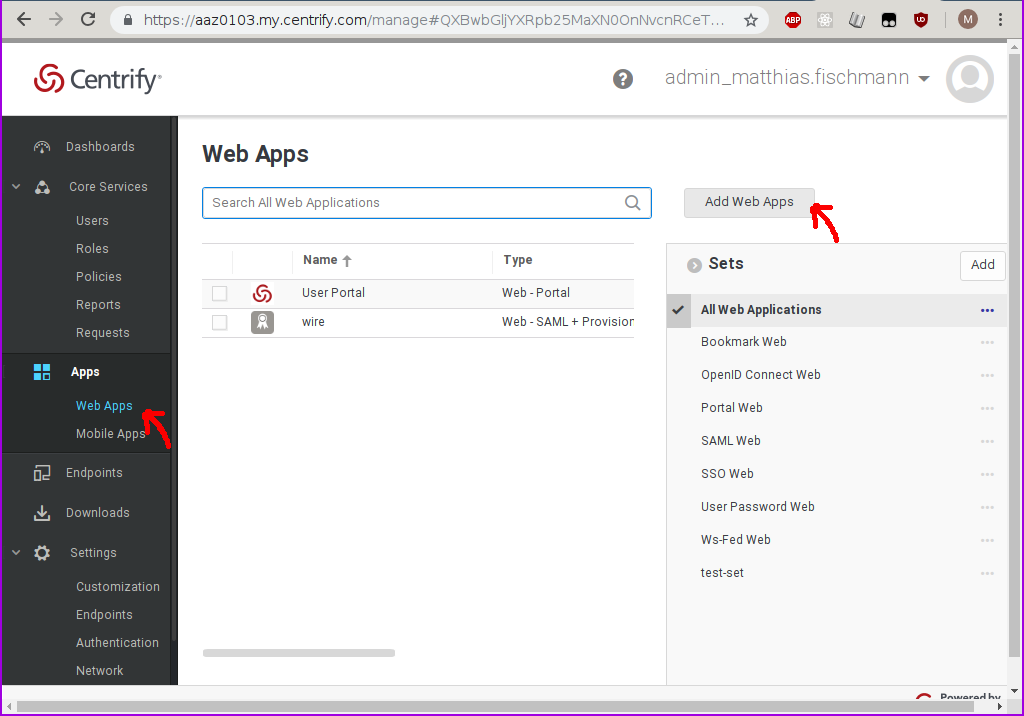 https://aaz0103.my.centrify.com/manage#QXBwbGljYXRpb25MaXN0OnNvcnRCeT...
ABP
UD
M
Centrify
?
admin_matthias.fischmann
Dashboards
Core Services
Users
Roles
Policies
Reports
Requests
Apps
Web Apps
Mobile Apps
Endpoints
Downloads
Settings
Customization
Endpoints
Authentication
Network
Web Apps
Search All Web Applications
Add Web Apps
Name Type
User Portal Web - Portal
wire Web - SAML + Provision
Sets Add
All Web Applications
Bookmark Web
OpenID Connect Web
Portal Web
SAML Web
SSO Web
User Password Web
Ws-Fed Web
test-set
Powered by